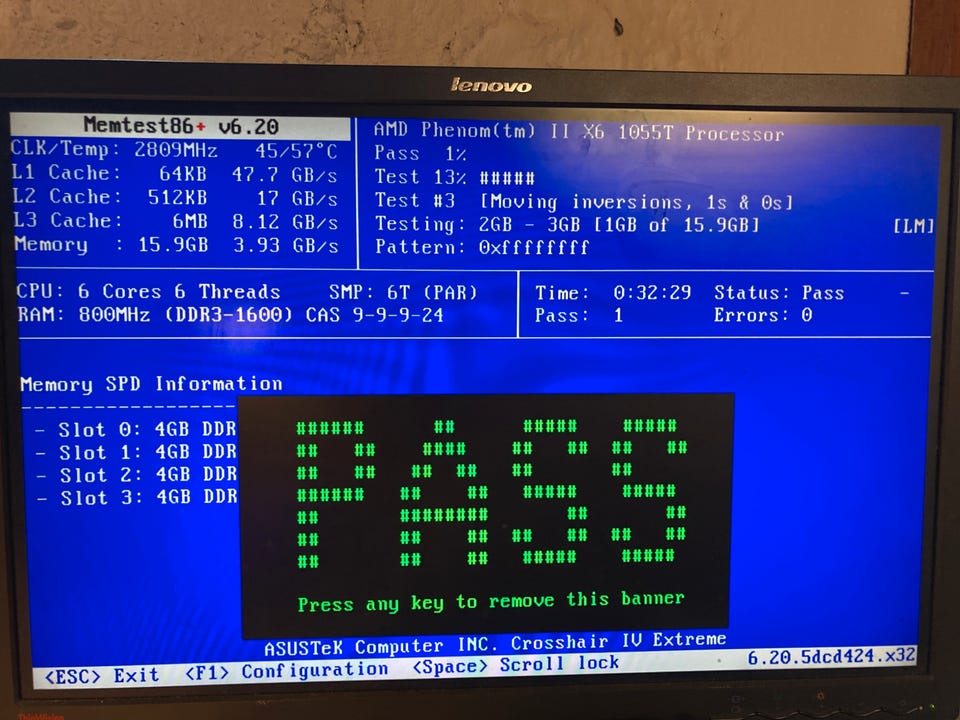 lenovo
Memtest86+ v6.20
CLK/Temp: 2809MHz 45/57°C
L1 Cache: 64KB 47.7 GB/s
L2 Cache: 512KB 17 GB/s
L3 Cache: 6MB 8.12 GB/s
Memory : 15.9GB 3.93 GB/s
AMD Phenom(tm) II X6 1055T Processor
Pass 1%
Test 13% #####
Test #3 [Moving inversions, 1s & 0s]
Testing: 2GB - 3GB [1GB of 15.9GB] [LM]
Pattern: 0xffffffff
CPU: 6 Cores 6 Threads SMP: 6T (PAR)
RAM: 800MHz (DDR3-1600) CAS 9-9-9-24
Time: 0:32:29 Status: Pass -
Pass: 1 Errors: 0
Memory SPD Information
- Slot 0: 4GB DDR
- Slot 1: 4GB DDR
- Slot 2: 4GB DDR
- Slot 3: 4GB DDR
PASS
Press any key to remove this banner
ASUSTeK Computer INC. Crosshair IV Extreme
<ESC> Exit <F1> Configuration <Space> Scroll lock 6.20.5dcd424.x32
ThinkVision